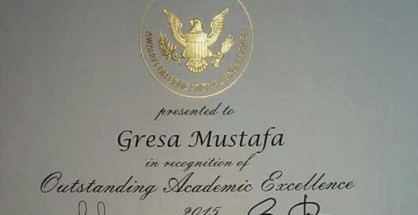 presented to
Gresa Mustafa
in recognition of
Outstanding Academic Excellence
2015